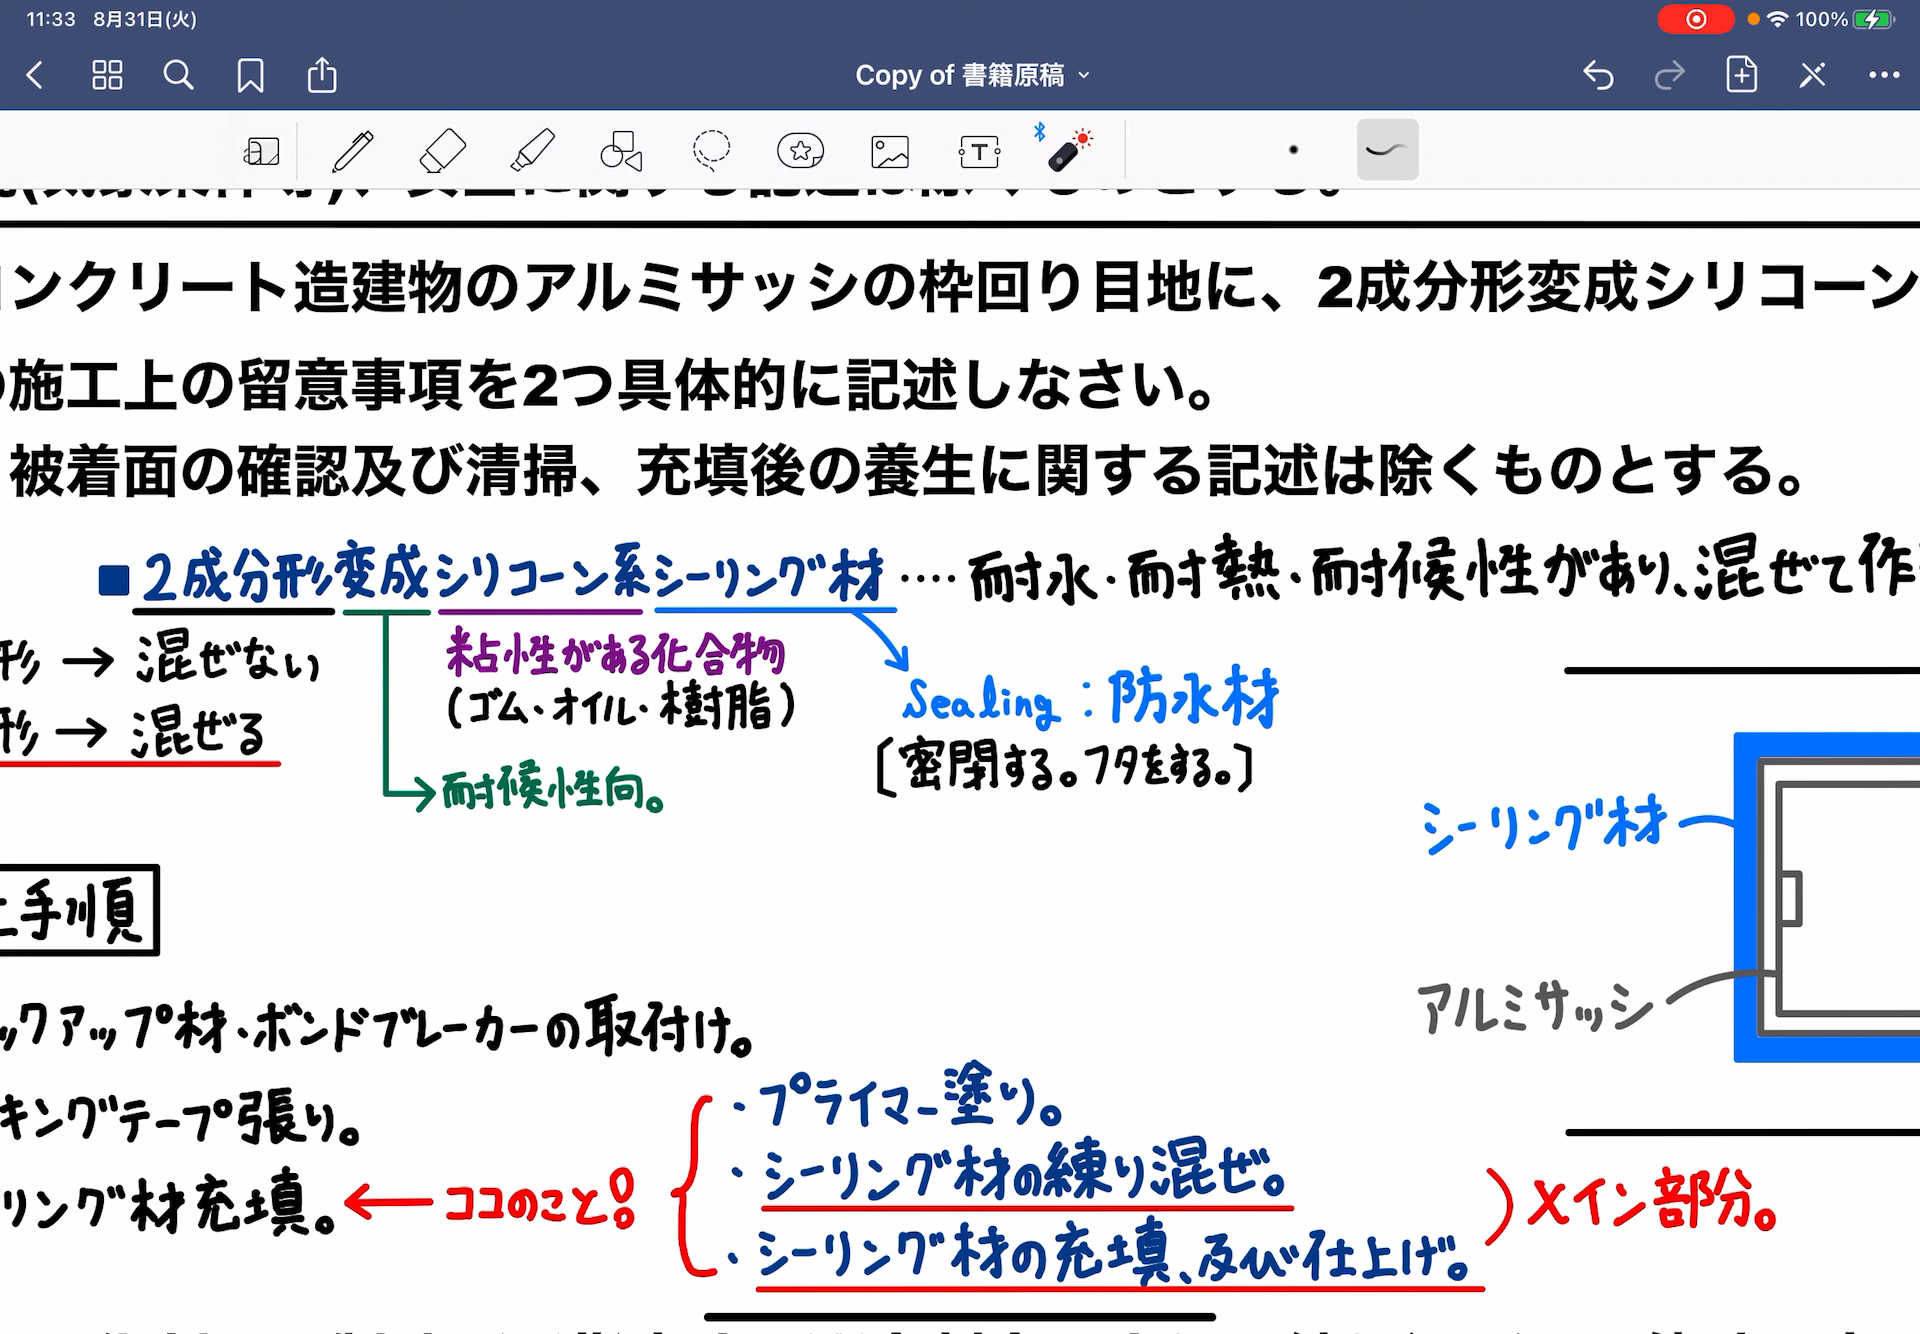 11:33 8月31日(火) 100%
Copy of 書籍原稿
ンクリート造建物のアルミサッシの枠回り目地に、2成分形変成シリコーン
の施工上の留意事項を2つ具体的に記述しなさい。
被着面の確認及び清掃、充填後の養生に関する記述は除くものとする。
■2成分形変成シリコーン系シーリング材‥‥耐水・耐熱・耐候性があり、混ぜて作
形→混ぜない
粘性がある化合物
(ゴム・オイル・樹脂)
Sealing:防水材
形→混ぜる
〔密閉する。フタをする。〕
→耐候性向。
シーリング材
手順
アルミサッシ
ックアップ材・ボンドブレーカーの取付け。
キングテープ張り。
・プライマー塗り。
・シーリング材の練り混ぜ。
リング材充填。←ココのこと!
メイン部分。
・シーリング材の充填、及び仕上げ。